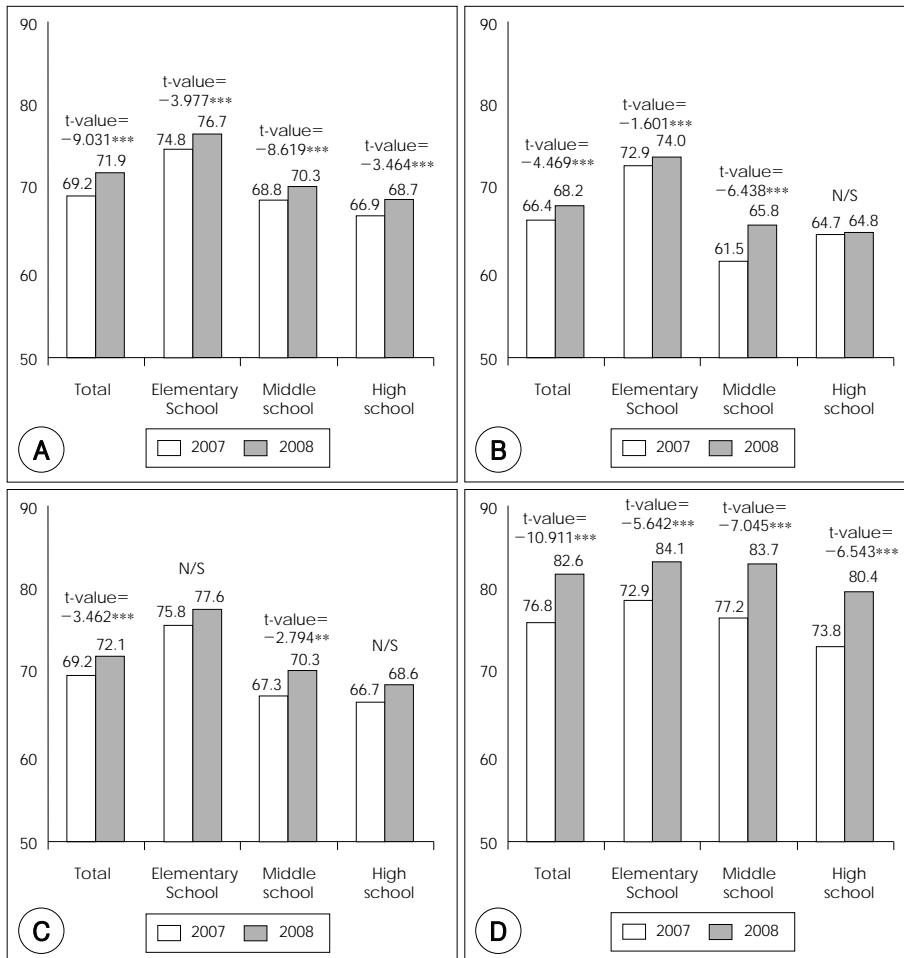 90
80
70
60
50
t-value=
−9.031***
69.2
71.9
t-value=
−3.977***
74.8
76.7
t-value=
−8.619***
68.8
70.3
t-value=
−3.464***
66.9
68.7
Total
Elementary
School
Middle
school
High
school
A
2007
2008
90
80
70
60
50
t-value=
−4.469***
66.4
68.2
t-value=
−1.601***
72.9
74.0
t-value=
−6.438***
61.5
65.8
N/S
64.7
64.8
Total
Elementary
School
Middle
school
High
school
B
2007
2008
90
80
70
60
50
t-value=
−3.462***
69.2
72.1
N/S
75.8
77.6
t-value=
−2.794**
67.3
70.3
N/S
66.7
68.6
Total
Elementary
School
Middle
school
High
school
C
2007
2008
90
80
70
60
50
t-value=
−10.911***
76.8
82.6
t-value=
−5.642***
72.9
84.1
t-value=
−7.045***
77.2
83.7
t-value=
−6.543***
73.8
80.4
Total
Elementary
School
Middle
school
High
school
D
2007
2008